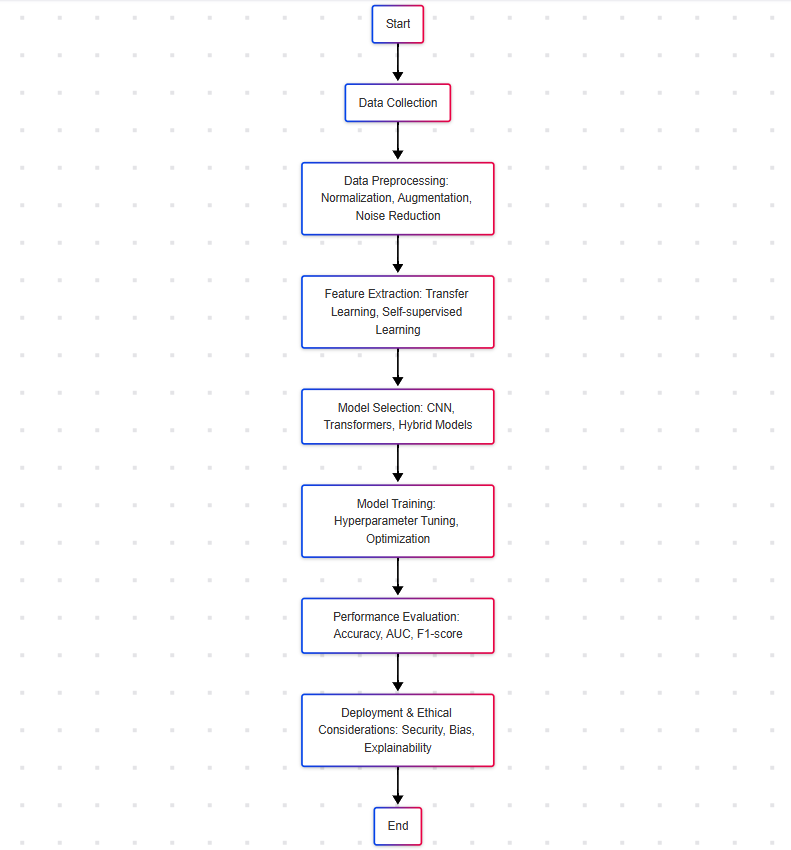 Start
Data Collection
Data Preprocessing:
Normalization, Augmentation,
Noise Reduction
Feature Extraction: Transfer
Learning, Self-supervised
Learning
Model Selection: CNN,
Transformers, Hybrid Models
Model Training:
Hyperparameter Tuning,
Optimization
Performance Evaluation:
Accuracy, AUC, F1-score
Deployment & Ethical
Considerations: Security, Bias,
Explainability
End